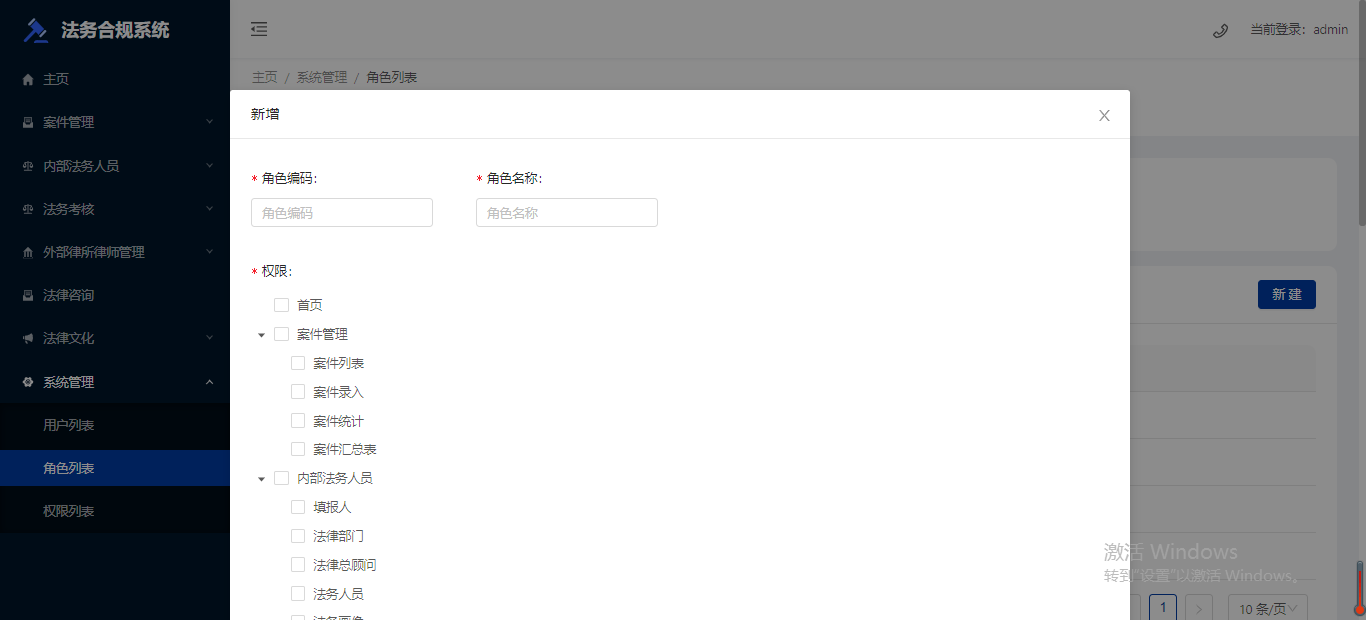 法务合规系统
当前登录: admin
主页
主页 / 系统管理 / 角色列表
案件管理
内部法务人员
法务考核
外部律所律师管理
法律咨询
法律文化
系统管理
用户列表
角色列表
权限列表
新增
* 角色编码:
* 角色名称:
角色编码
角色名称
* 权限:
首页
案件管理
案件列表
案件录入
案件统计
案件汇总表
内部法务人员
填报人
法律部门
法律总顾问
法务人员
法务画像
新 建
激活 Windows
转到"设置"以激活 Windows。
1
10 条/页